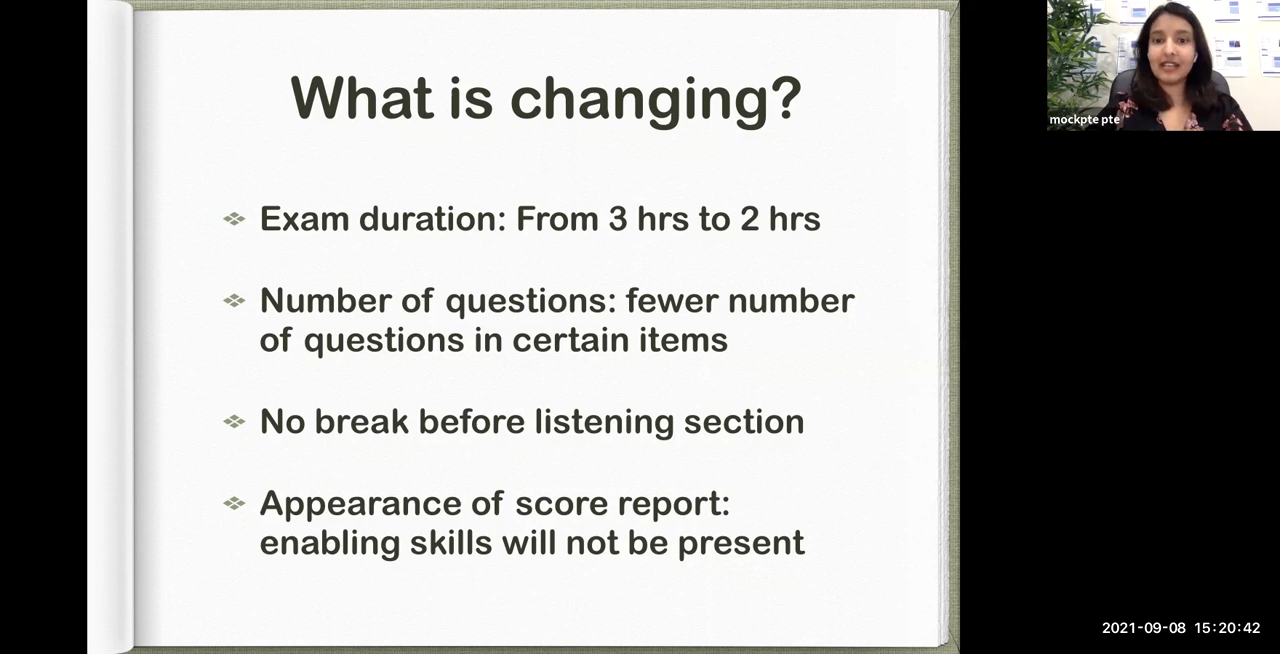 What is changing?
Exam duration: From 3 hrs to 2 hrs
Number of questions: fewer number
of questions in certain items
No break before listening section
Appearance of score report:
enabling skills will not be present
mockpte pte
2021-09-08 15:20:42